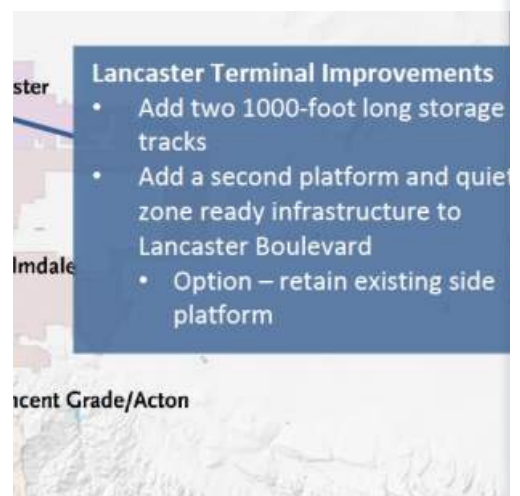 ster
Lancaster Terminal Improvements
• Add two 1000-foot long storage
tracks
• Add a second platform and quiet
zone ready infrastructure to
Lancaster Boulevard
• Option – retain existing side
platform
lmdale
ncent Grade/Acton